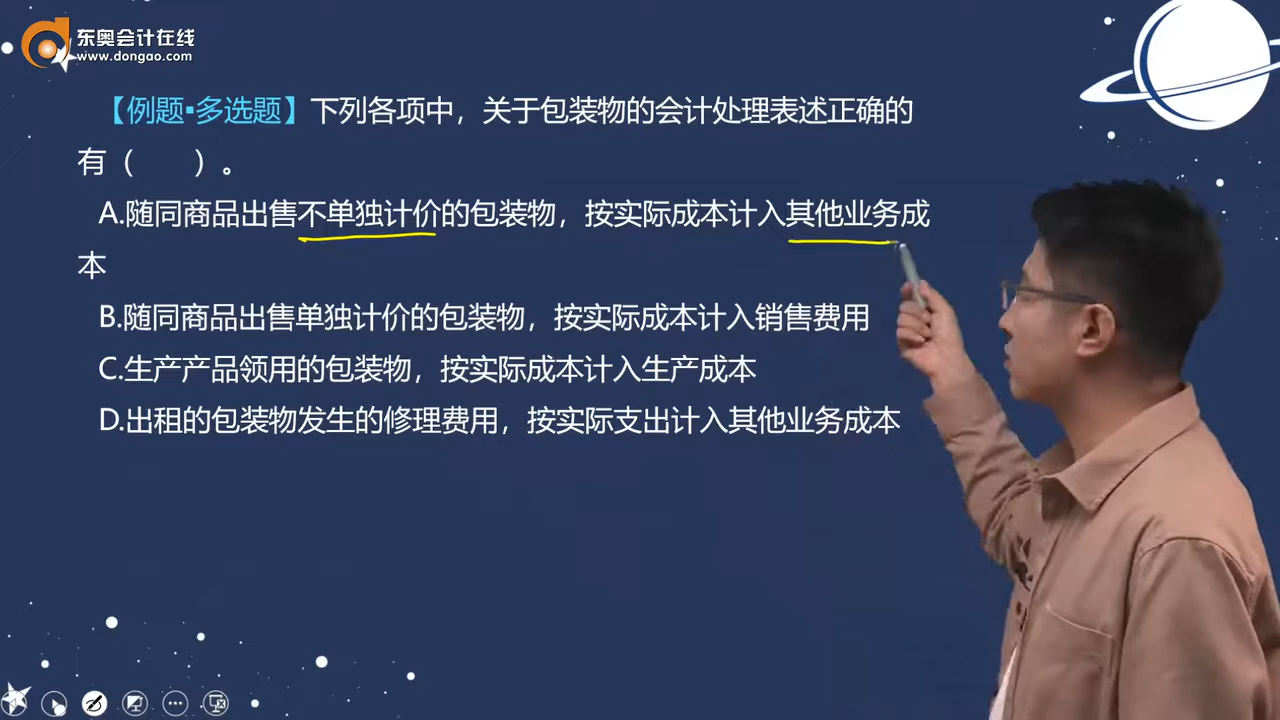 东奥会计在线
www.dongao.com
【例题▪多选题】下列各项中，关于包装物的会计处理表述正确的
有（　　）。
A.随同商品出售不单独计价的包装物，按实际成本计入其他业务成
本
B.随同商品出售单独计价的包装物，按实际成本计入销售费用
C.生产产品领用的包装物，按实际成本计入生产成本
D.出租的包装物发生的修理费用，按实际支出计入其他业务成本